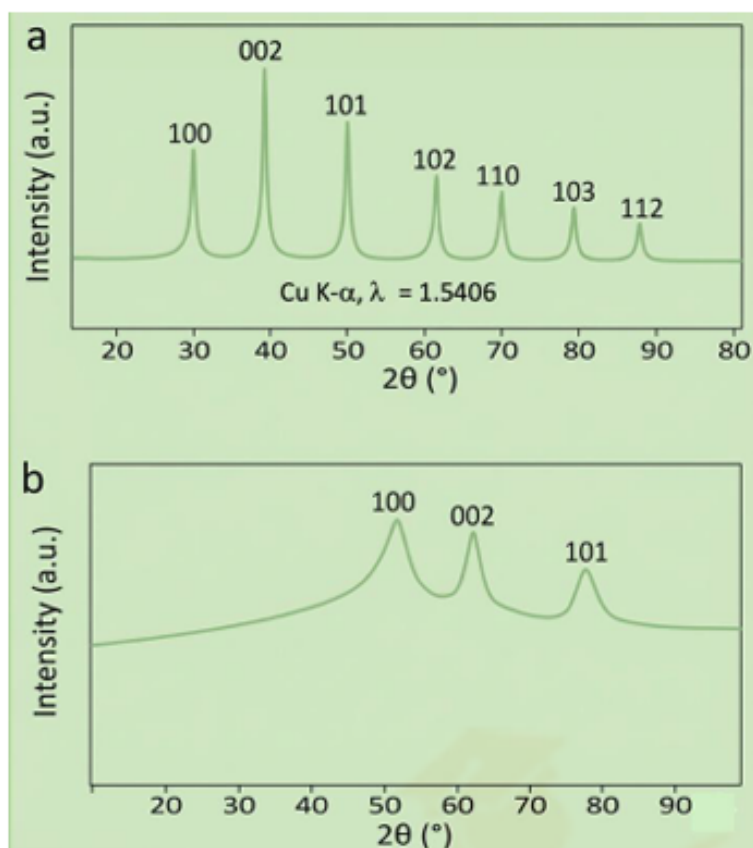 a
002
101
100
102
110
103
112
Intensity (a.u.)
Cu K-α, λ = 1.5406
20 30 40 50 60 70 80 90 80
2θ (°)
b
100
002
101
Intensity (a.u.)
20 30 40 50 60 70 80 90
2θ (°)